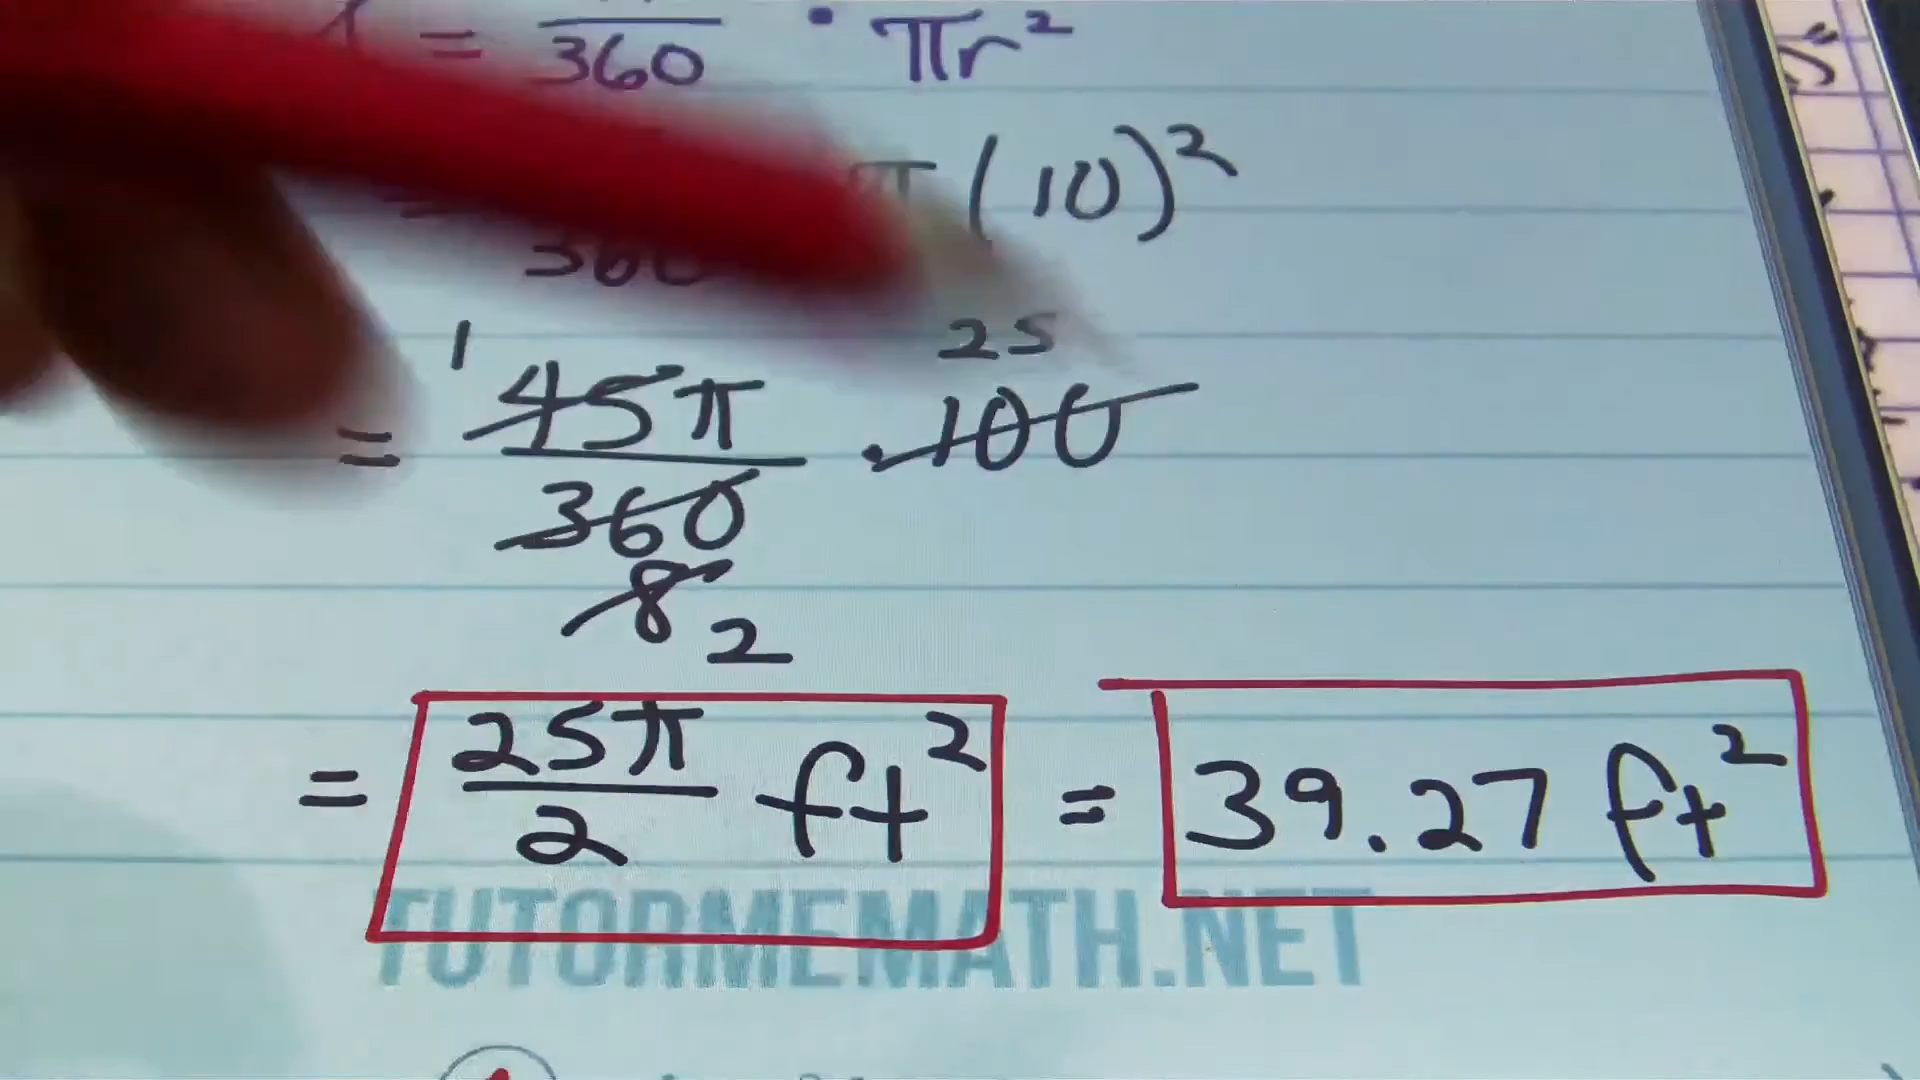 = 360 · πr²
= 360 π (10)²
1 25
= 45π · 100
360
8 2
= 25π/2 ft² = 39.27 ft²
TUTORMEMATH.NET